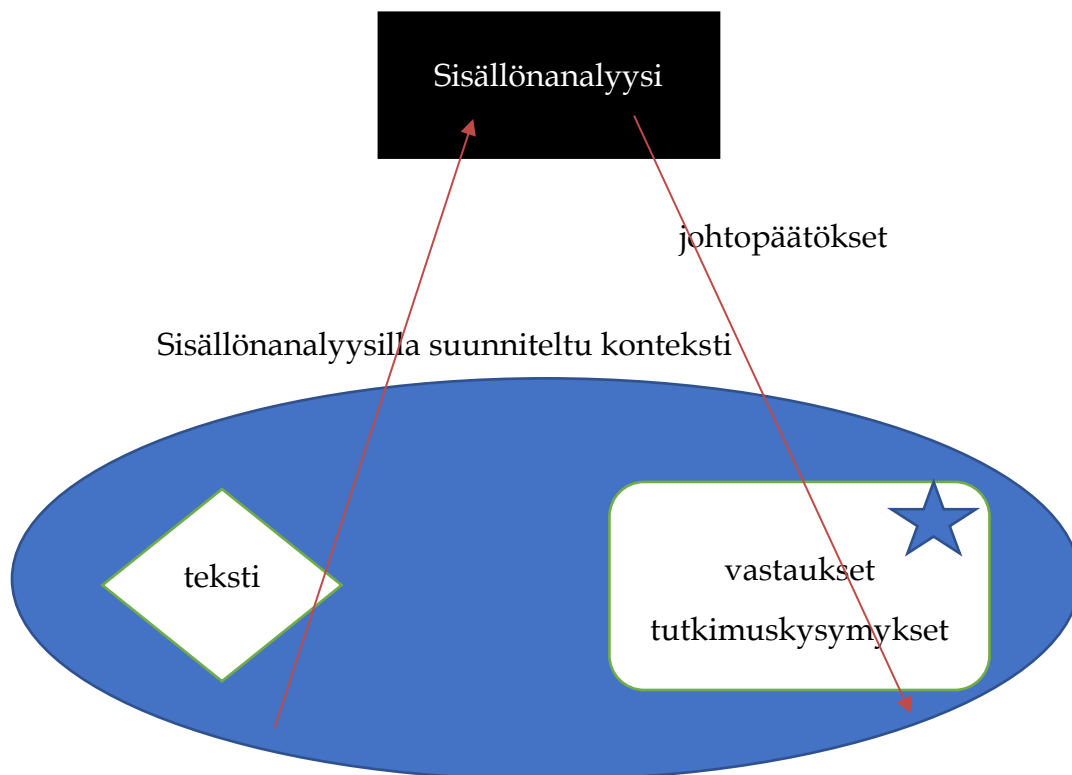 Sisällönanalyysi
johtopäätökset
Sisällönanalyysilla suunniteltu konteksti
teksti
vastaukset
tutkimuskysymykset